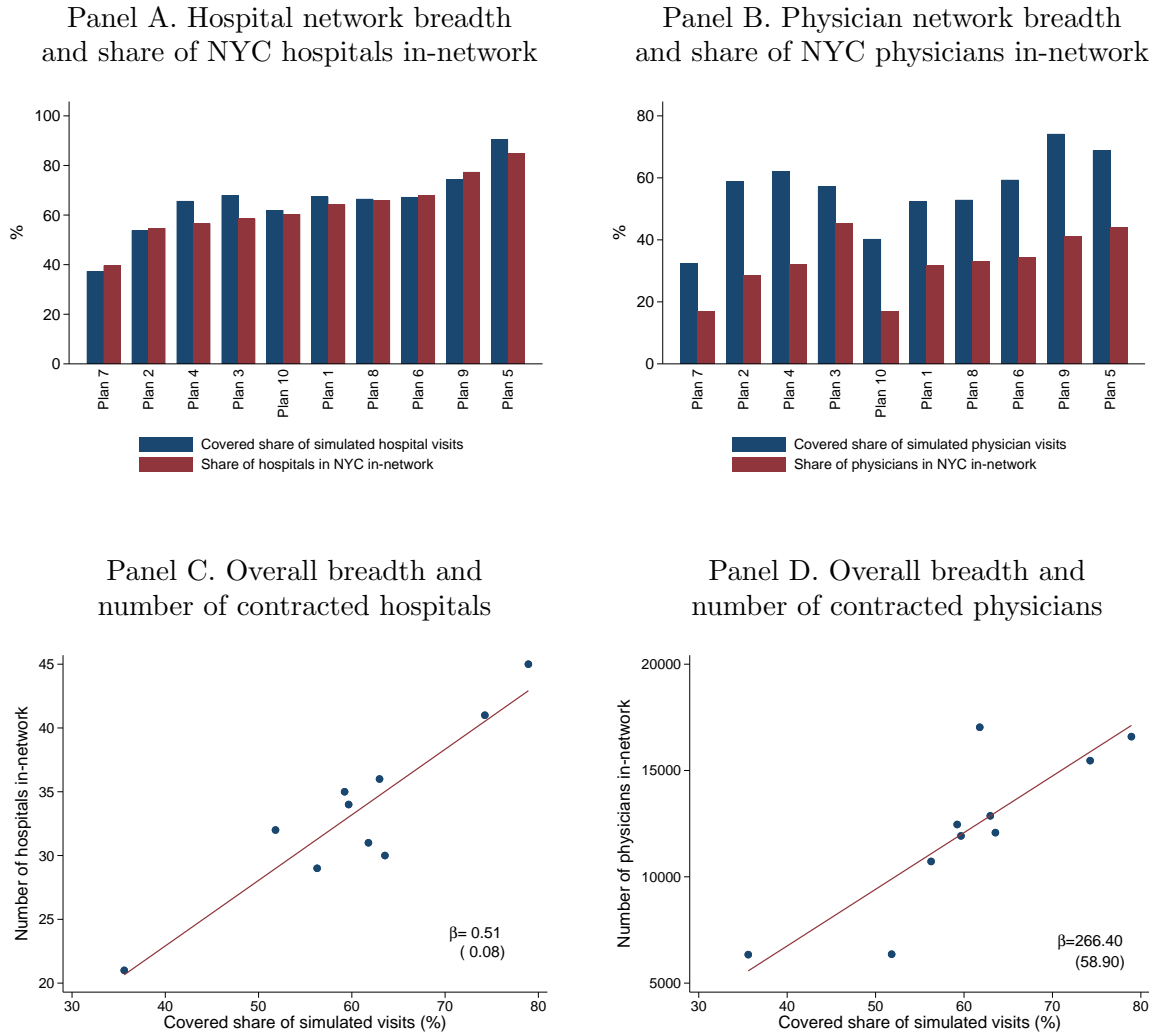 Panel A. Hospital network breadth
and share of NYC hospitals in-network
100
80
60
40
20
0
%
Plan 7
Plan 2
Plan 4
Plan 3
Plan 10
Plan 1
Plan 8
Plan 6
Plan 9
Plan 5
Covered share of simulated hospital visits
Share of hospitals in NYC in-network
Panel B. Physician network breadth
and share of NYC physicians in-network
80
60
40
20
0
%
Plan 7
Plan 2
Plan 4
Plan 3
Plan 10
Plan 1
Plan 8
Plan 6
Plan 9
Plan 5
Covered share of simulated physician visits
Share of physicians in NYC in-network
Panel C. Overall breadth and
number of contracted hospitals
45
40
35
30
25
20
Number of hospitals in-network
β= 0.51
( 0.08)
30 40 50 60 70 80
Covered share of simulated visits (%)
Panel D. Overall breadth and
number of contracted physicians
20000
15000
10000
5000
Number of physicians in-network
β=266.40
(58.90)
30 40 50 60 70 80
Covered share of simulated visits (%)